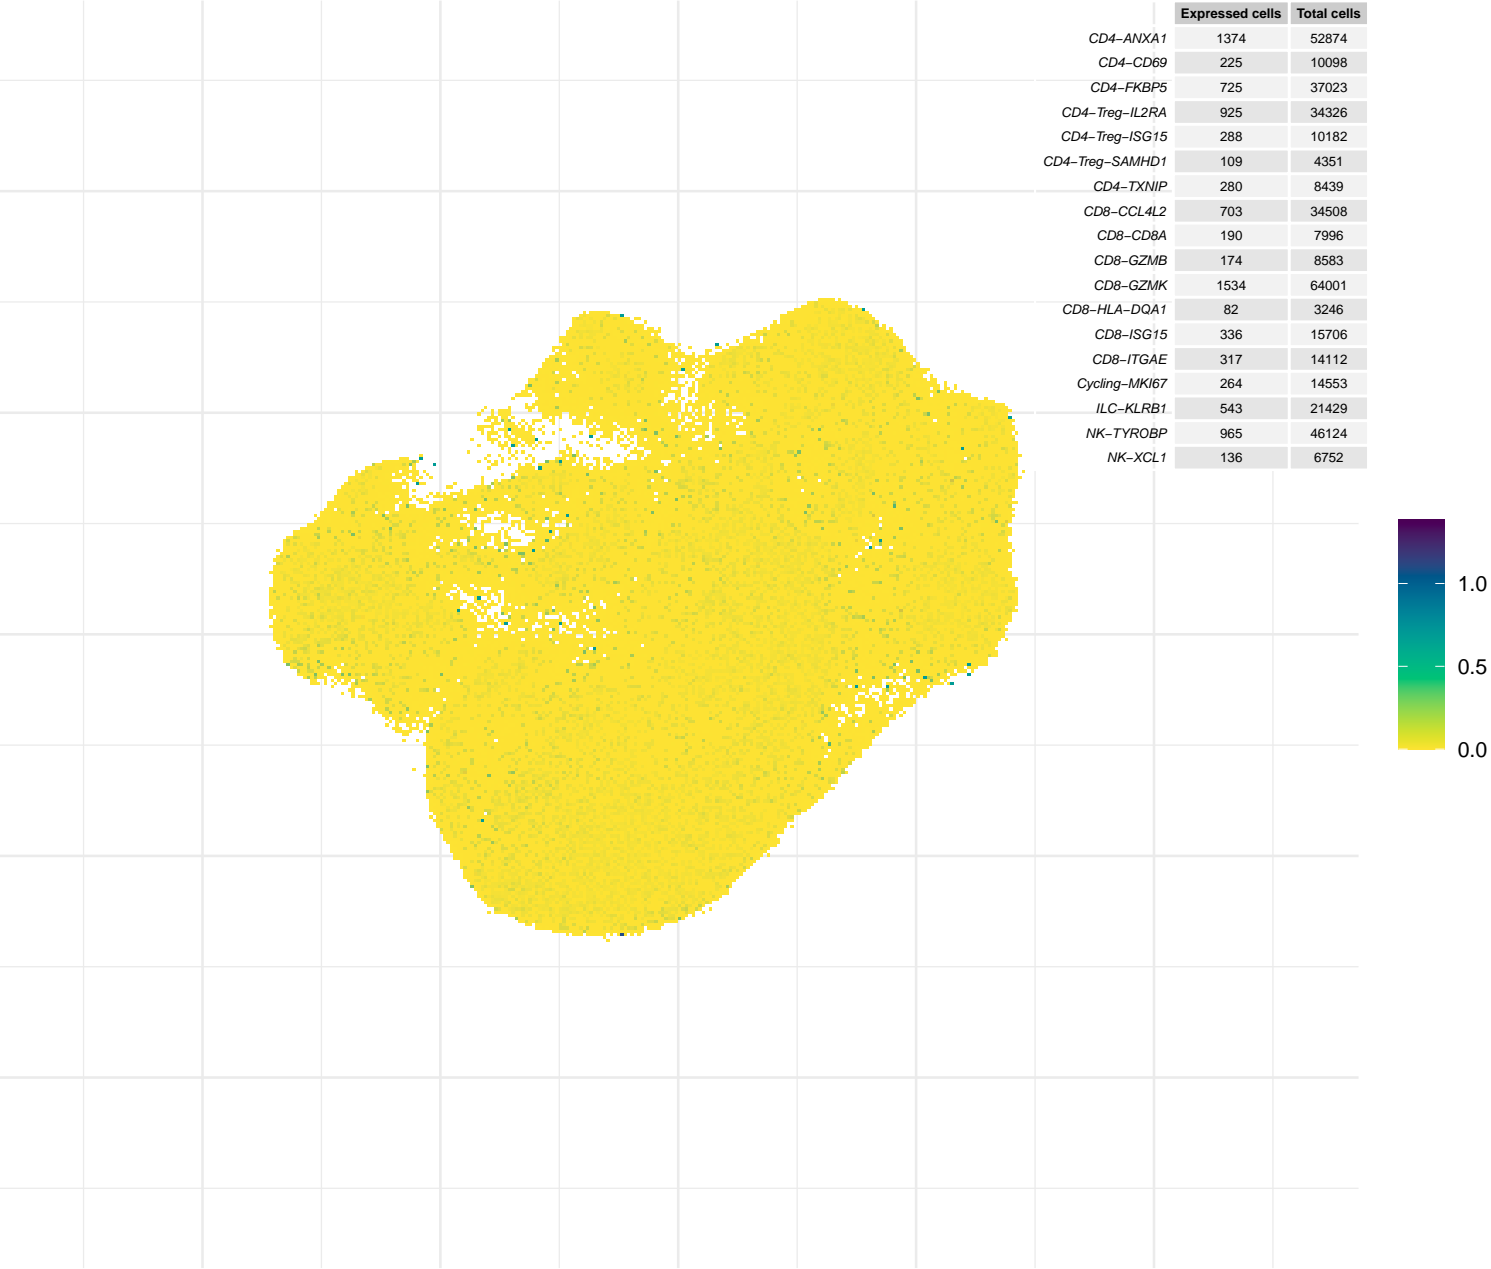 Expressed cells Total cells
CD4−ANXA1 1374 52874
CD4−CD69 225 10098
CD4−FKBP5 725 37023
CD4−Treg−IL2RA 925 34326
CD4−Treg−ISG15 288 10182
CD4−Treg−SAMHD1 109 4351
CD4−TXNIP 280 8439
CD8−CCL4L2 703 34508
CD8−CD8A 190 7996
CD8−GZMB 174 8583
CD8−GZMK 1534 64001
CD8−HLA−DQA1 82 3246
CD8−ISG15 336 15706
CD8−ITGAE 317 14112
Cycling−MKI67 264 14553
ILC−KLRB1 543 21429
NK−TYROBP 965 46124
NK−XCL1 136 6752
1.0
0.5
0.0